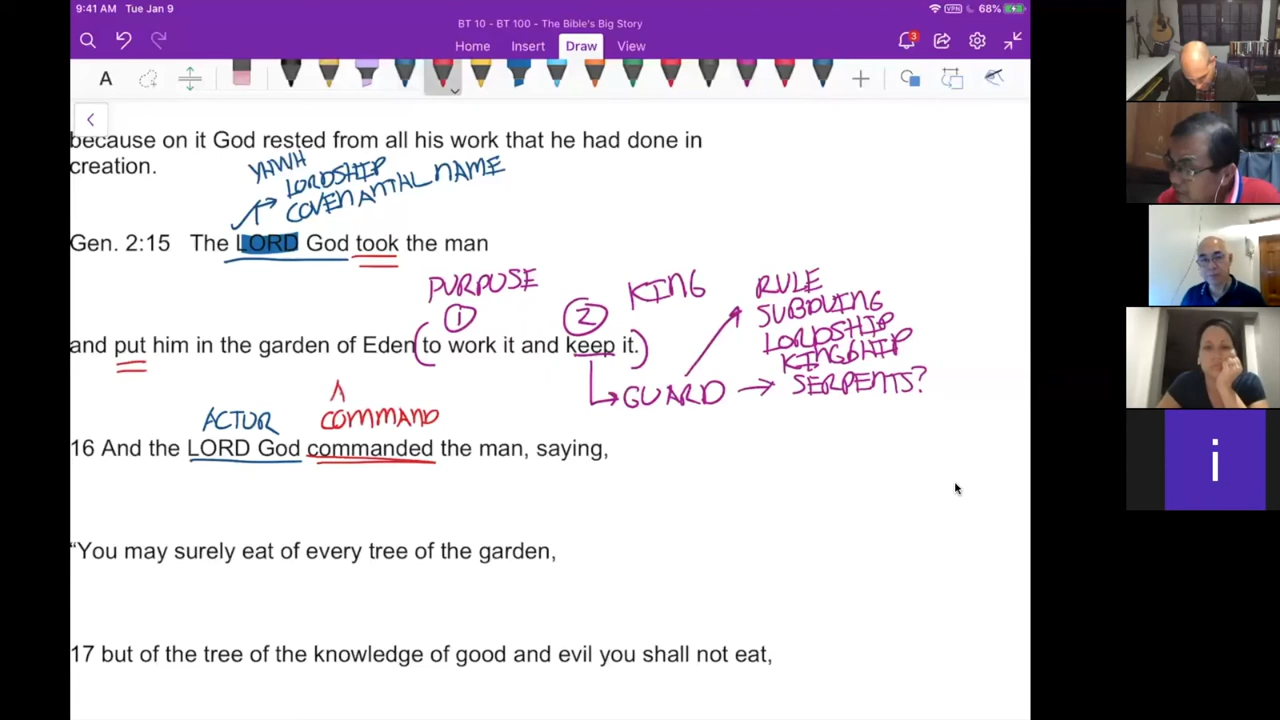 9:41 AM Tue Jan 9
VPN 68%
BT 10 - BT 100 - The Bible's Big Story
Home Insert Draw View
3
A
because on it God rested from all his work that he had done in
creation.
YHWH
LORDSHIP
COVENANTAL NAME
Gen. 2:15 The LORD God took the man
PURPOSE
1 2
KING
RULE
SUBDUING
LORDSHIP
KINGSHIP
and put him in the garden of Eden (to work it and keep it.)
GUARD
SERPENTS?
ACTOR
COMMAND
16 And the LORD God commanded the man, saying,
“You may surely eat of every tree of the garden,
17 but of the tree of the knowledge of good and evil you shall not eat,
i